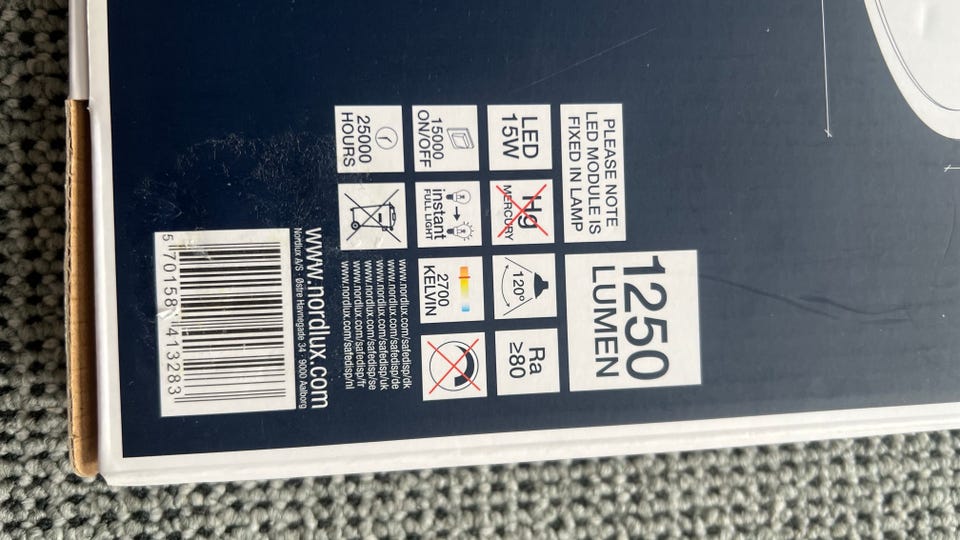 PLEASE NOTE
LED MODULE IS
FIXED IN LAMP
1250
LUMEN
LED
15W
Hg
MERCURY
120°
Ra
≥80
15000
ON/OFF
instant
FULL LIGHT
2700
KELVIN
25000
HOURS
www.nordlux.com/safedisp/dk
www.nordlux.com/safedisp/de
www.nordlux.com/safedisp/uk
www.nordlux.com/safedisp/se
www.nordlux.com/safedisp/fr
www.nordlux.com/safedisp/nl
www.nordlux.com
Nordlux A/S · Østre Havnegade 34 · 9000 Aalborg
5 701581 413283